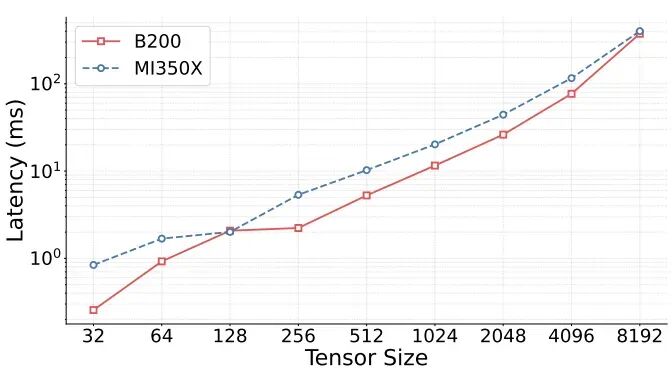 B200
MI350X
10²
10¹
10⁰
Latency (ms)
32 64 128 256 512 1024 2048 4096 8192
Tensor Size